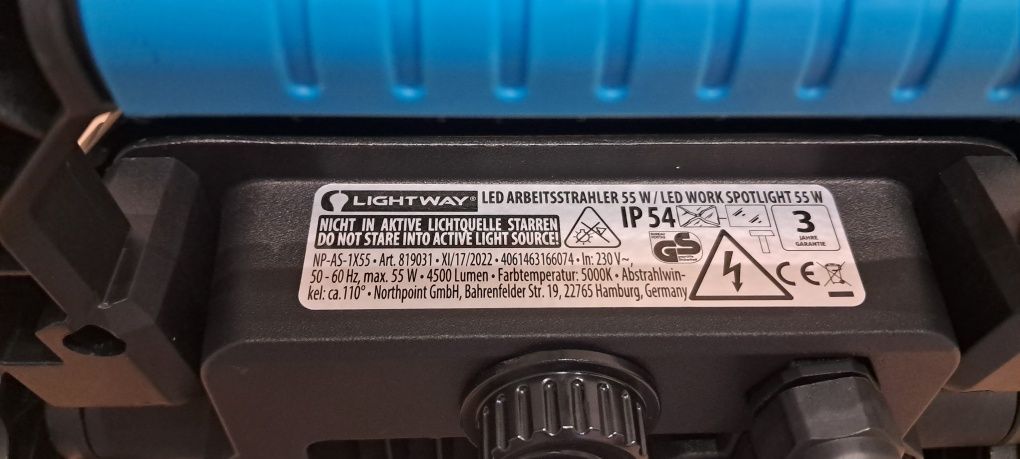 LIGHTWAY® LED ARBEITSSTRAHLER 55 W / LED WORK SPOTLIGHT 55 W
NICHT IN AKTIVE LICHTQUELLE STARREN
DO NOT STARE INTO ACTIVE LIGHT SOURCE!
IP 54
3
JAHRE
GARANTIE
GS
NP-AS-1X55 • Art. 819031 • XI/17/2022 • 4061463166074 • In: 230 V~,
50 - 60 Hz, max. 55 W • 4500 Lumen • Farbtemperatur: 5000K • Abstrahlwin-
kel: ca. 110° • Northpoint GmbH, Bahrenfelder Str. 19, 22765 Hamburg, Germany
CE